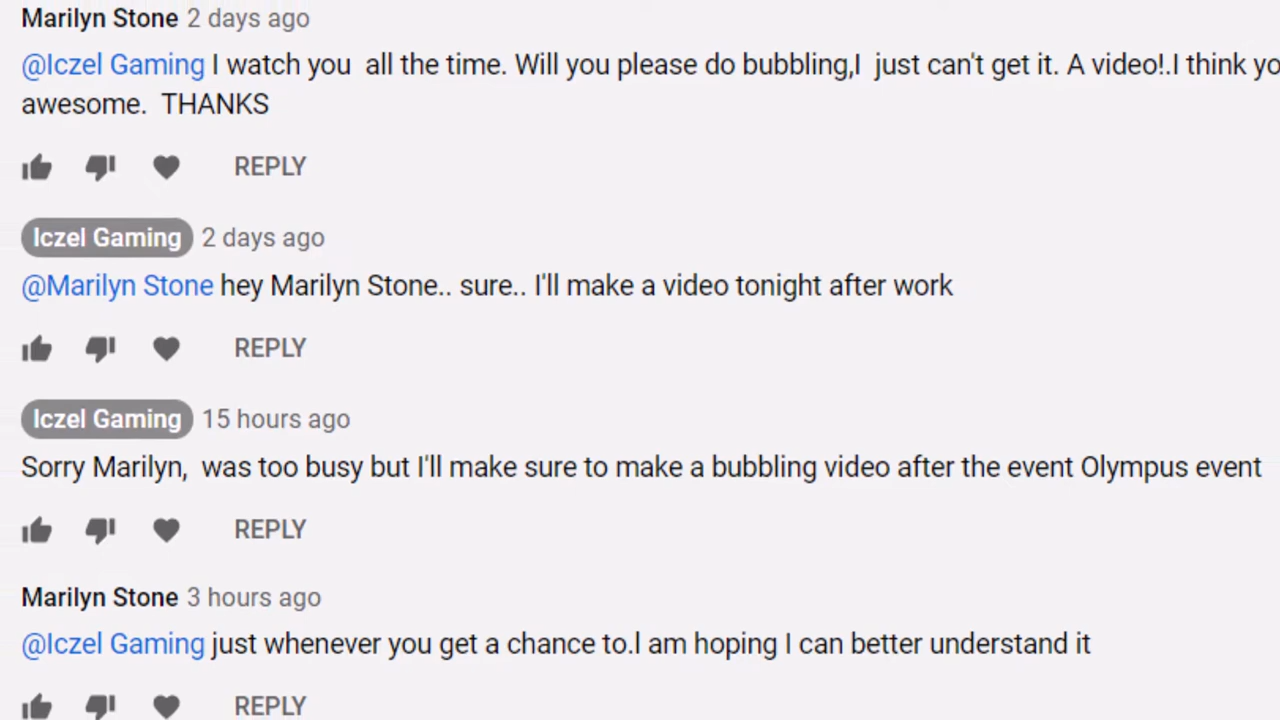 Marilyn Stone 2 days ago
@Iczel Gaming I watch you  all the time. Will you please do bubbling,I  just can't get it. A video!.I think
awesome.  THANKS
REPLY
Iczel Gaming 2 days ago
@Marilyn Stone hey Marilyn Stone.. sure.. I'll make a video tonight after work
REPLY
Iczel Gaming 15 hours ago
Sorry Marilyn,  was too busy but I'll make sure to make a bubbling video after the event Olympus event
REPLY
Marilyn Stone 3 hours ago
@Iczel Gaming just whenever you get a chance to.I am hoping I can better understand it
REPLY